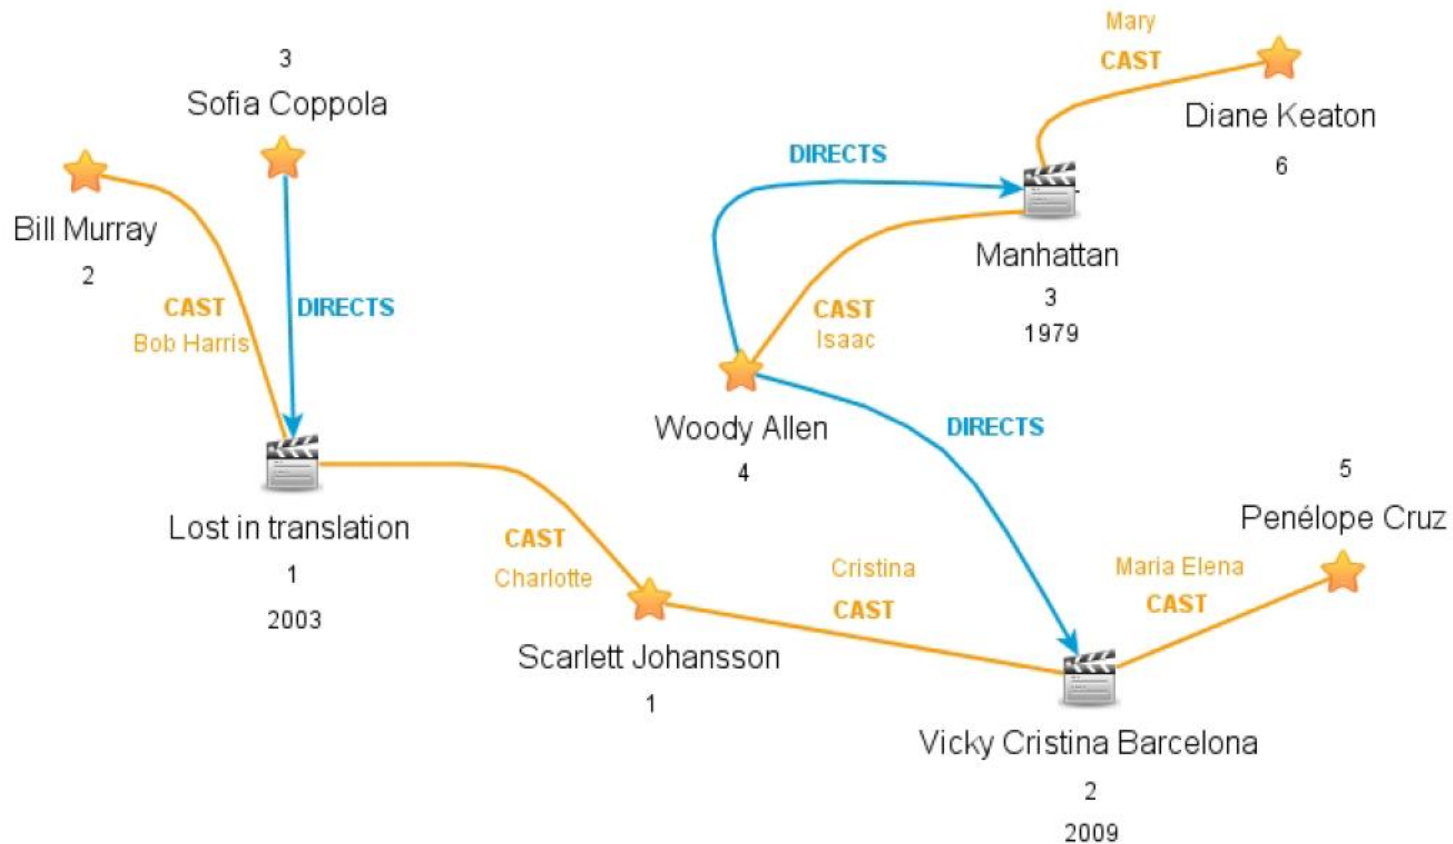 Mary
CAST
3
Sofia Coppola
Diane Keaton
6
DIRECTS
Bill Murray
2
Manhattan
3
1979
CAST
Bob Harris
DIRECTS
CAST
Isaac
Woody Allen
4
DIRECTS
5
Penélope Cruz
Lost in translation
1
2003
CAST
Charlotte
Cristina
CAST
Maria Elena
CAST
Scarlett Johansson
1
Vicky Cristina Barcelona
2
2009